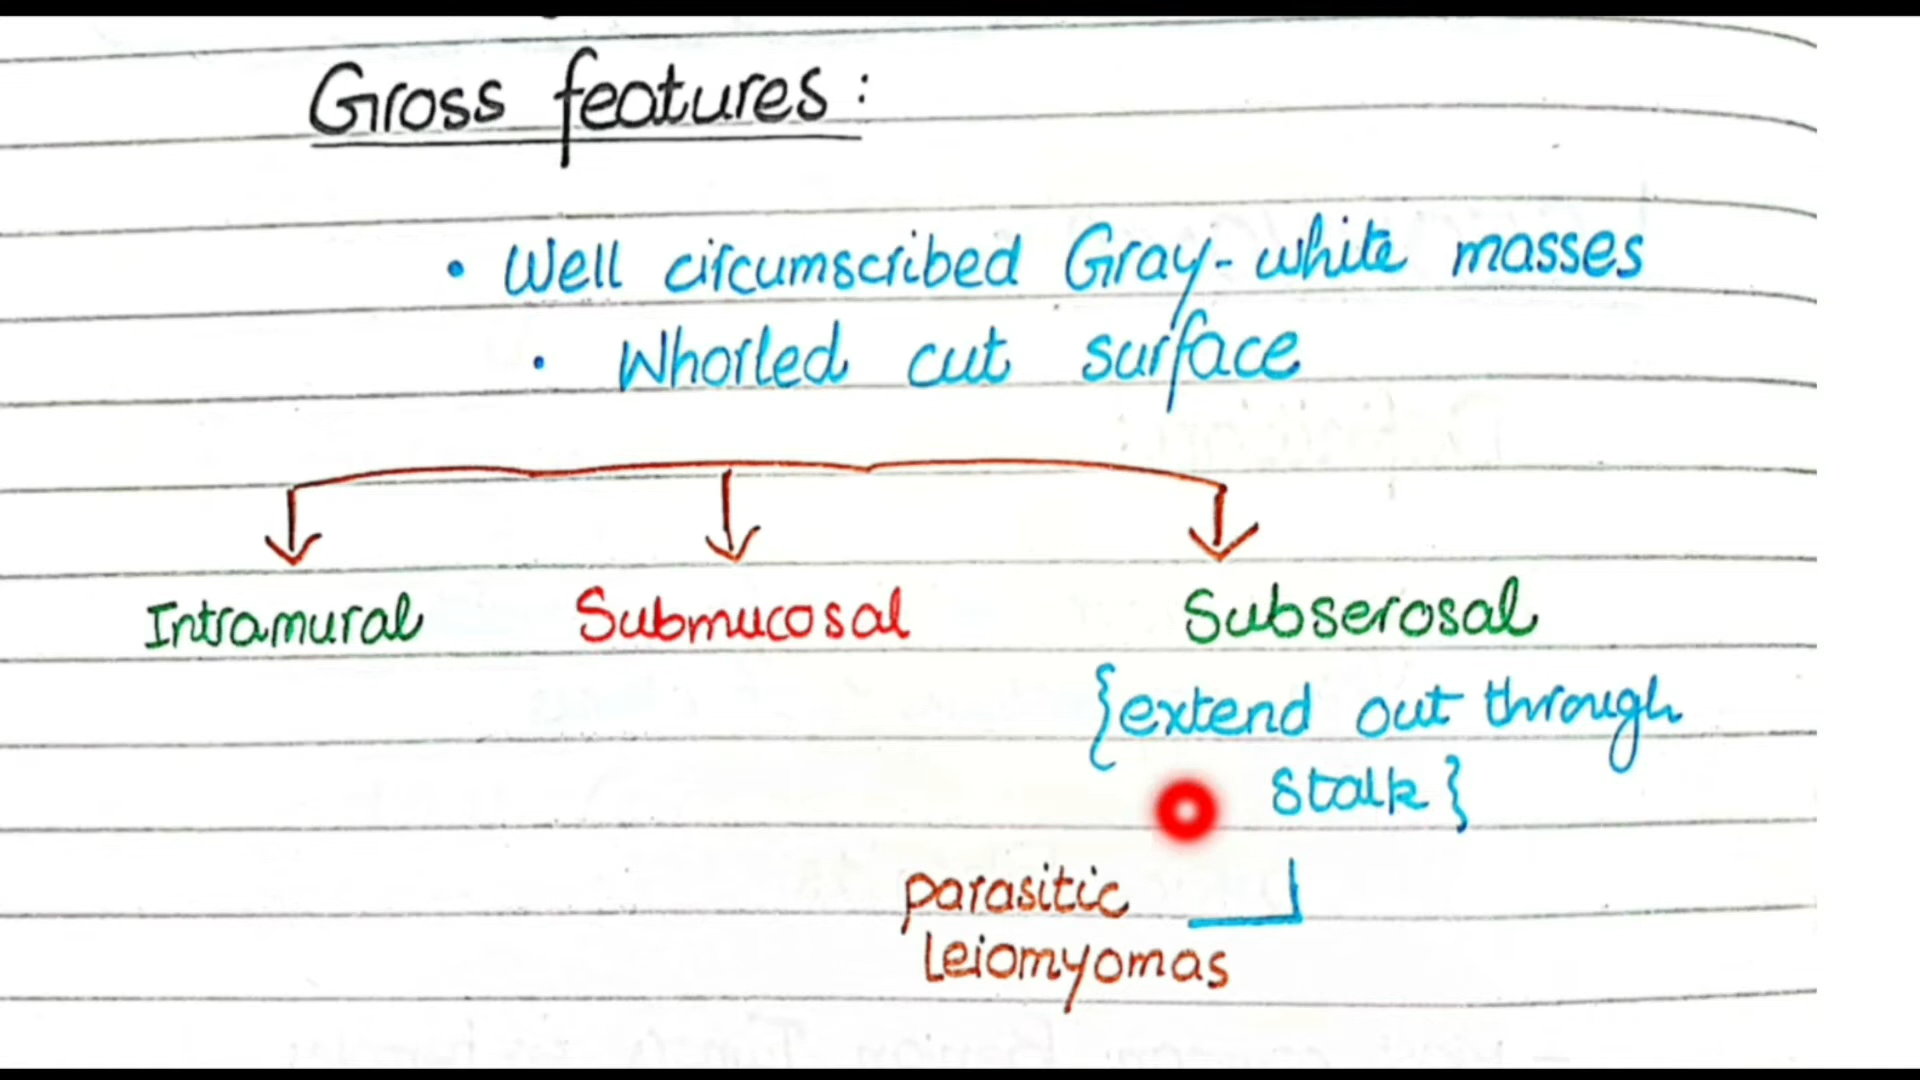 Gross features:
• Well circumscribed Gray-white masses
• Whorled cut surface
Intramural Submucosal Subserosal
{extend out through
stalk}
parasitic
leiomyomas